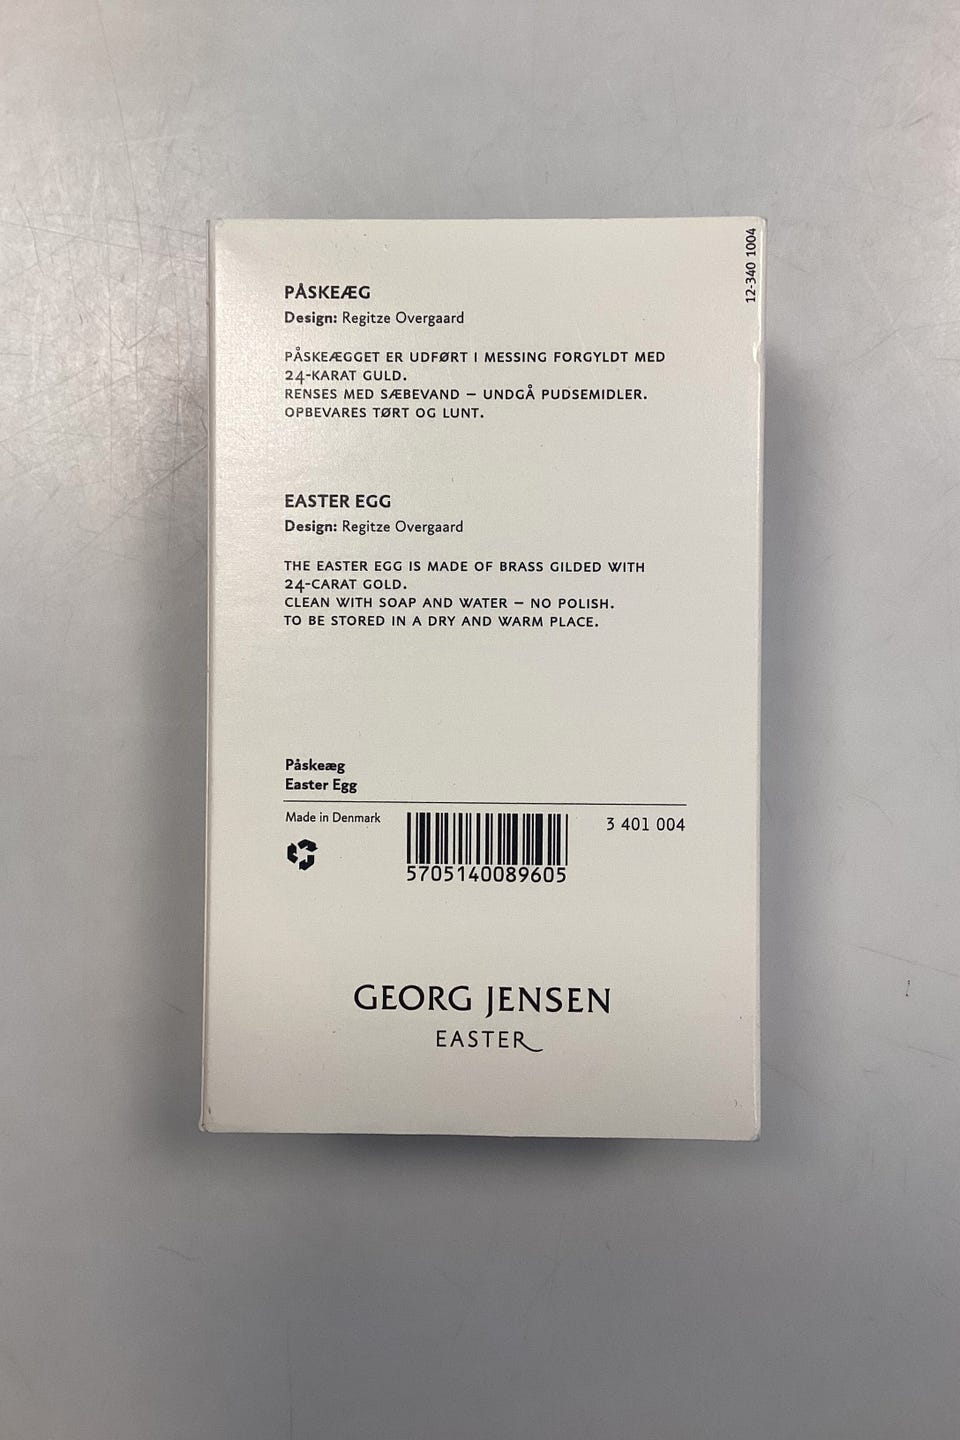 12-340 1004
PÅSKEÆG
Design: Regitze Overgaard
PÅSKEÆGGET ER UDFØRT I MESSING FORGYLDT MED
24-KARAT GULD.
RENSES MED SÆBEVAND – UNDGÅ PUDSEMIDLER.
OPBEVARES TØRT OG LUNT.
EASTER EGG
Design: Regitze Overgaard
THE EASTER EGG IS MADE OF BRASS GILDED WITH
24-CARAT GOLD.
CLEAN WITH SOAP AND WATER – NO POLISH.
TO BE STORED IN A DRY AND WARM PLACE.
Påskeæg
Easter Egg
Made in Denmark
3 401 004
5705140089605
GEORG JENSEN
EASTER